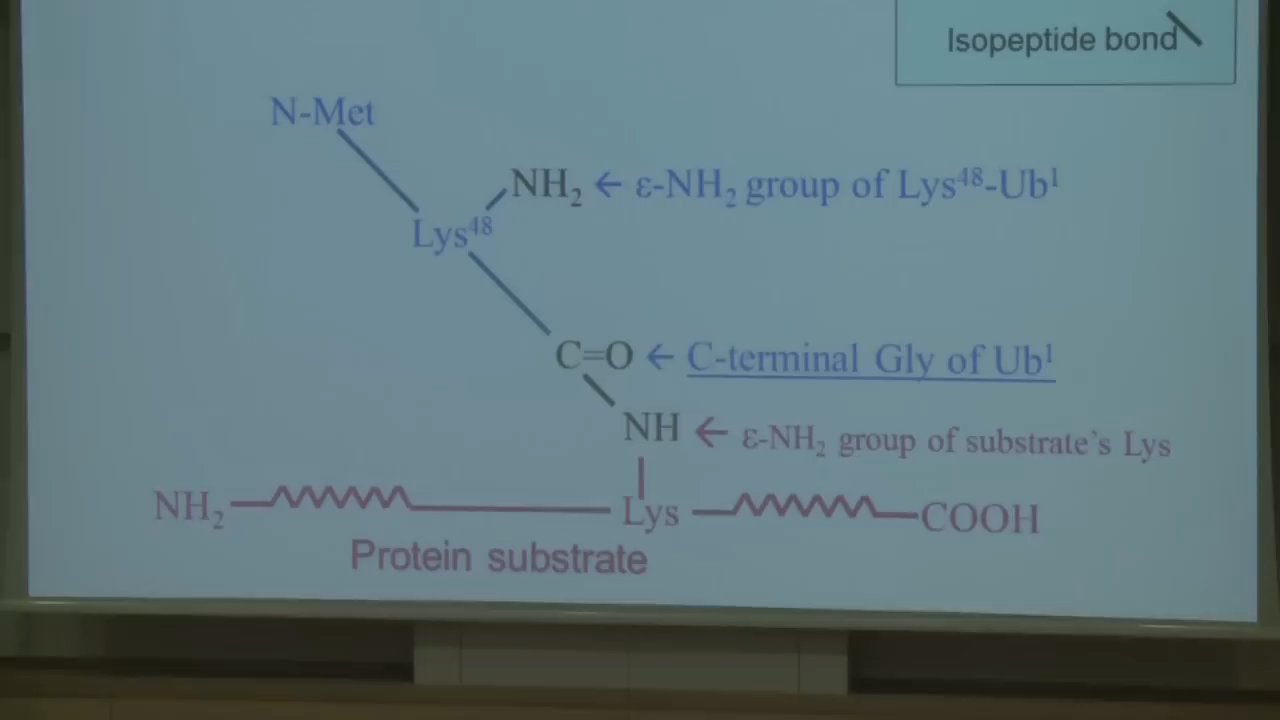 Isopeptide bond
N-Met
NH₂ ← ε-NH₂ group of Lys⁴⁸-Ub¹
Lys⁴⁸
C=O ← C-terminal Gly of Ub¹
NH ← ε-NH₂ group of substrate`s Lys
NH₂ Lys COOH
Protein substrate